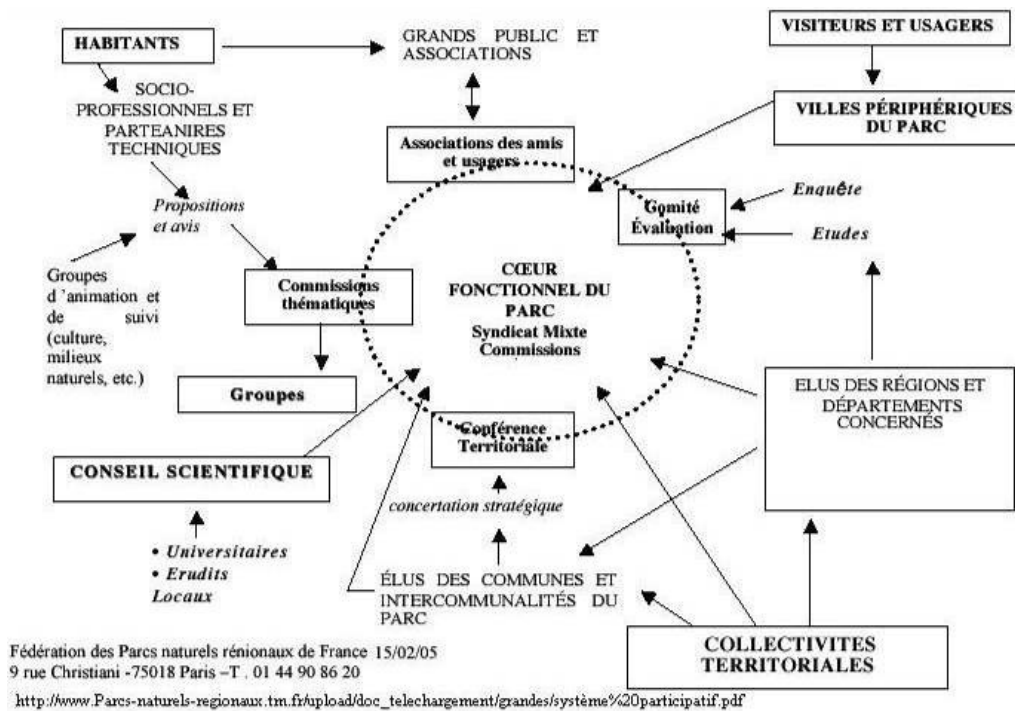 HABITANTS
GRANDS PUBLIC ET
ASSOCIATIONS
VISITEURS ET USAGERS
SOCIO-
PROFESSIONNELS ET
PARTEANIRES
TECHNIQUES
VILLES PÉRIPHÉRIQUES
DU PARC
Associations des amis
et usagers
Propositions
et avis
Gomité
Évaluation
Enquête
Etudes
Groupes
d'animation et
de suivi
(culture,
milieux
naturels, etc.)
Commissions
thématiques
CŒUR
FONCTIONNEL DU
PARC
Syndicat Mixte
Commissions
Groupes
ELUS DES RÉGIONS ET
DÉPARTEMENTS
CONCERNÉS
Conférence
Territoriale
CONSEIL SCIENTIFIQUE
concertation stratégique
• Universitaires
• Erudits
Locaux
ÉLUS DES COMMUNES ET
INTERCOMMUNALITÉS DU
PARC
COLLECTIVITES
TERRITORIALES
Fédération des Parcs naturels rénionaux de France 15/02/05
9 rue Christiani -75018 Paris –T . 01 44 90 86 20
http://www.Parcs-naturels-regionaux.tm.fr/upload/doc_telechargement/grandes/système%20participatif.pdf